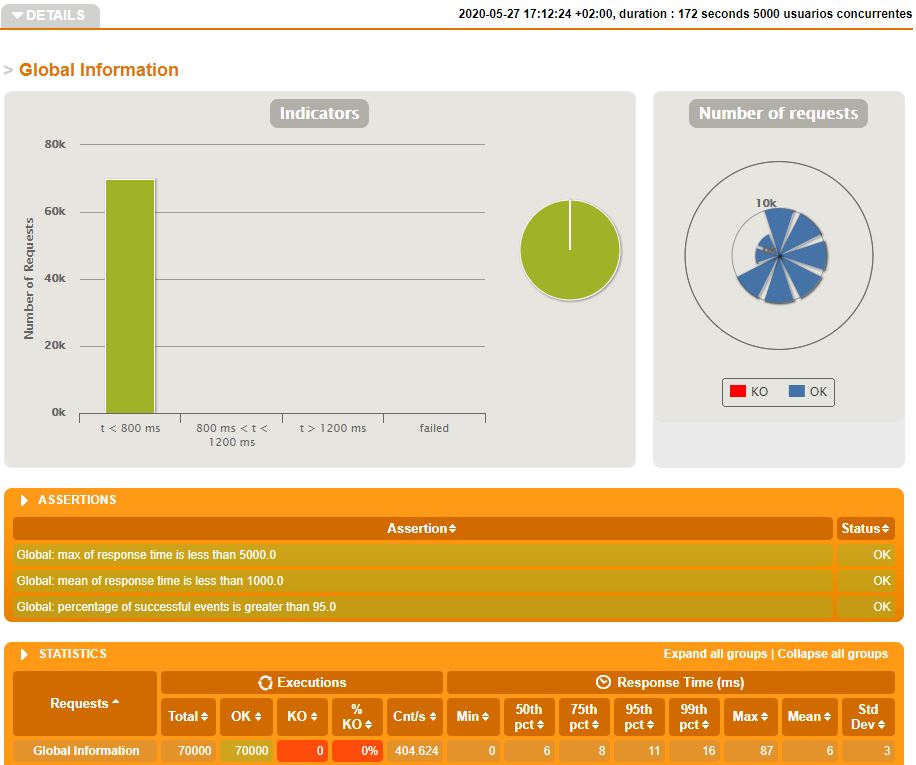 DETAILS
2020-05-27 17:12:24 +02:00, duration : 172 seconds 5000 usuarios concurrentes
> Global Information
Indicators
Number of Requests
80k
60k
40k
20k
0k
t < 800 ms
800 ms < t < 1200 ms
t > 1200 ms
failed
Number of requests
10k
0k
KO
OK
ASSERTIONS
Assertion Status
Global: max of response time is less than 5000.0 OK
Global: mean of response time is less than 1000.0 OK
Global: percentage of successful events is greater than 95.0 OK
STATISTICS Expand all groups | Collapse all groups
Requests Executions Response Time (ms)
Total OK KO % KO Cnt/s Min 50th pct 75th pct 95th pct 99th pct Max Mean Std Dev
Global Information 70000 70000 0 0% 404.624 0 6 8 11 16 87 6 3